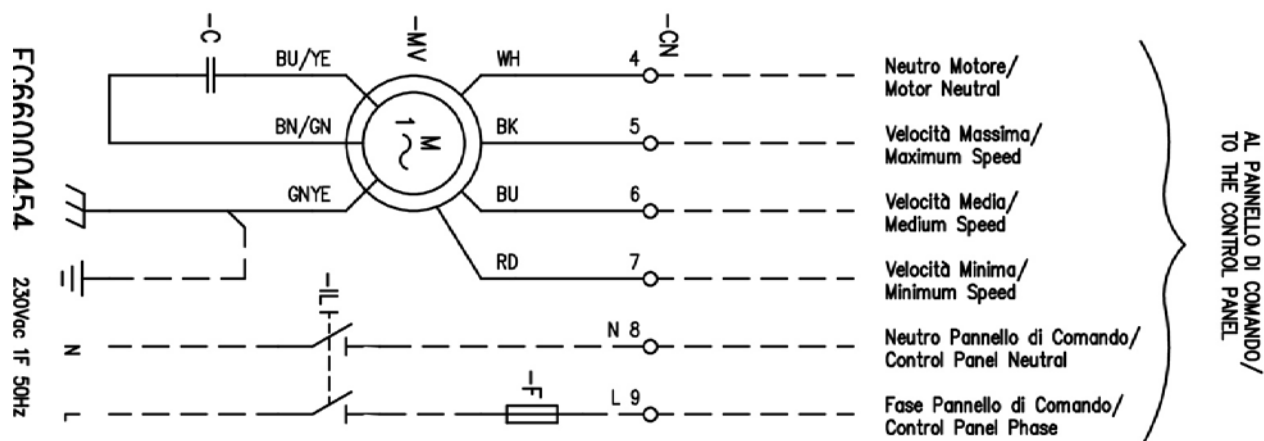 FC66000454
230Vac 1F 50Hz
-C
-MV
-CN
BU/YE
WH
4
Neutro Motore/
Motor Neutral
BN/GN
M
1
BK
5
Velocità Massima/
Maximum Speed
GNYE
BU
6
Velocità Media/
Medium Speed
RD
7
Velocità Minima/
Minimum Speed
-IL
N
N 8
Neutro Pannello di Comando/
Control Panel Neutral
-F
L
L 9
Fase Pannello di Comando/
Control Panel Phase
AL PANNELLO DI COMANDO/
TO THE CONTROL PANEL